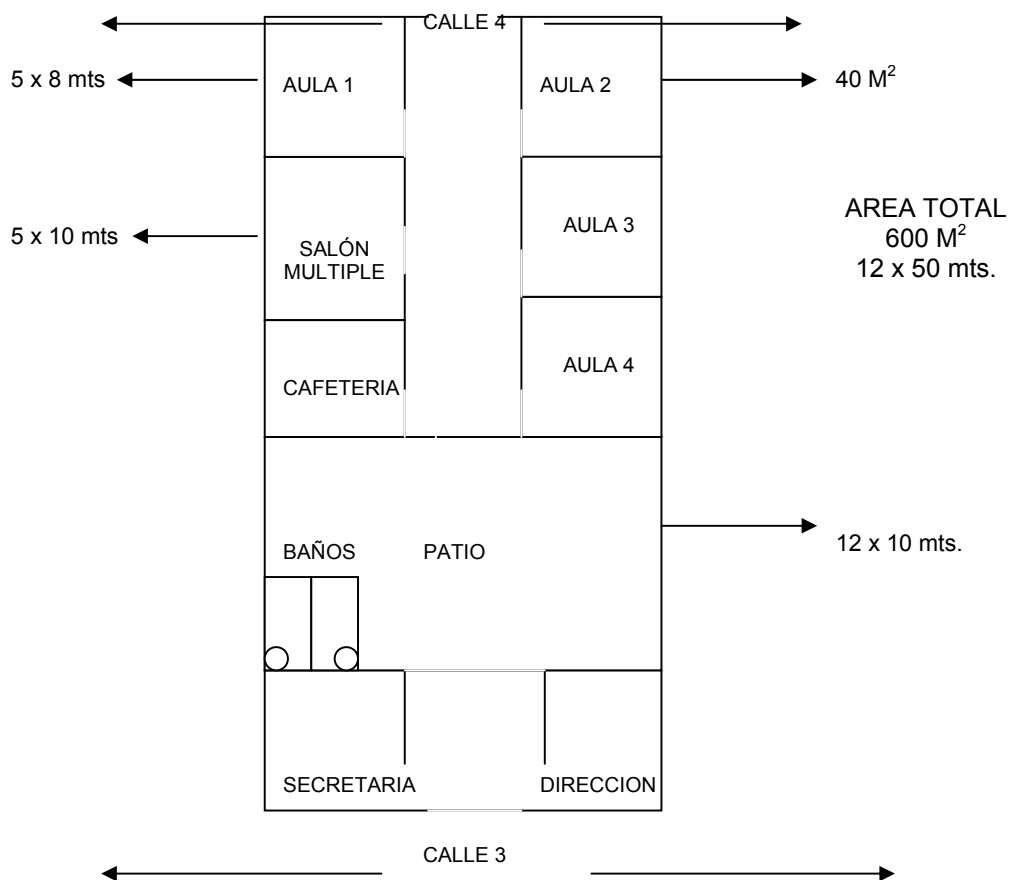 CALLE 4
5 x 8 mts
AULA 1
AULA 2
40 M²
5 x 10 mts
SALÓN
MULTIPLE
AULA 3
AREA TOTAL
600 M²
12 x 50 mts.
CAFETERIA
AULA 4
BAÑOS
PATIO
12 x 10 mts.
SECRETARIA
DIRECCION
CALLE 3